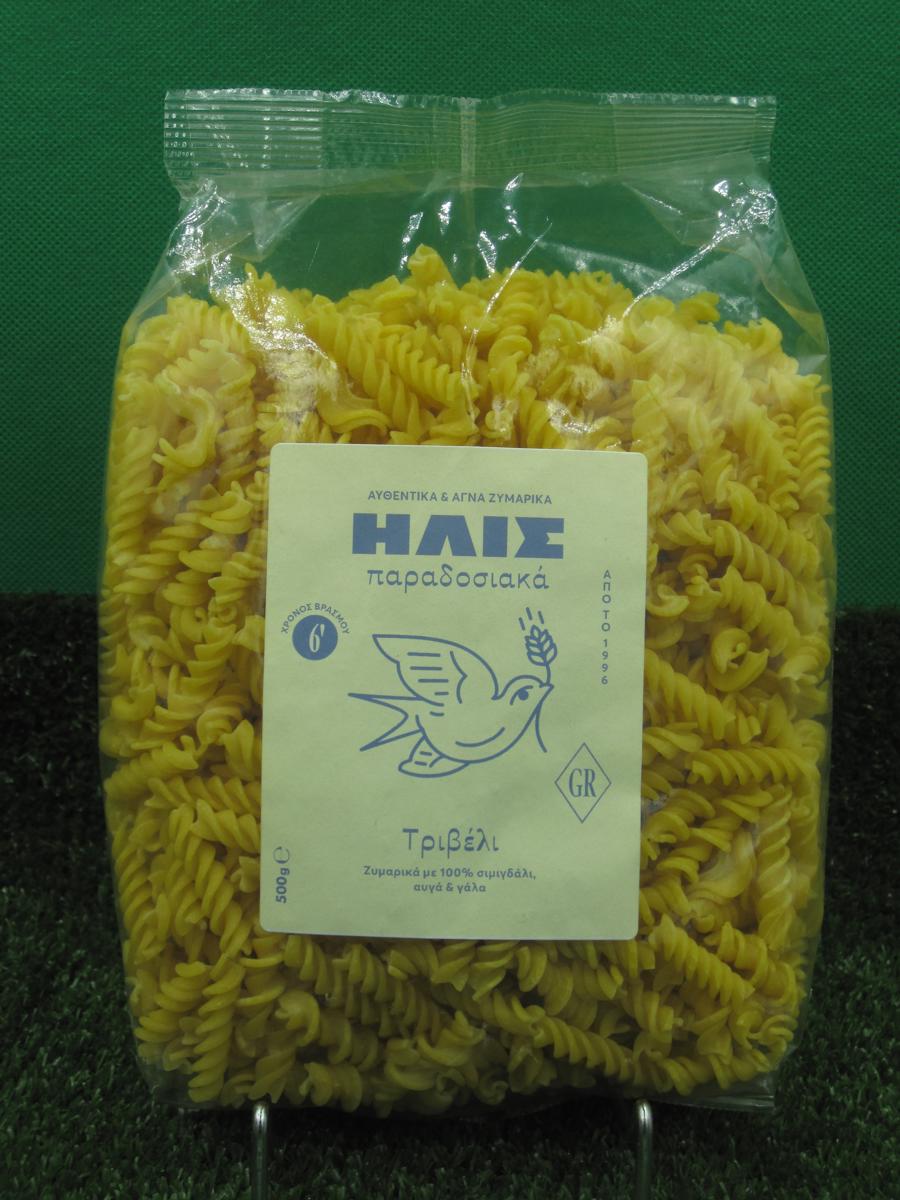 ΑΥΘΕΝΤΙΚΑ & ΑΓΝΑ ΖΥΜΑΡΙΚΑ
ΗΛΙΣ
παραδοσιακά
ΑΠΟ ΤΟ 1996
ΧΡΟΝΟΣ ΒΡΑΣΜΟΥ
6'
GR
Τριβέλι
Ζυμαρικά με 100% σιμιγδάλι,
αυγά & γάλα
500g ℮